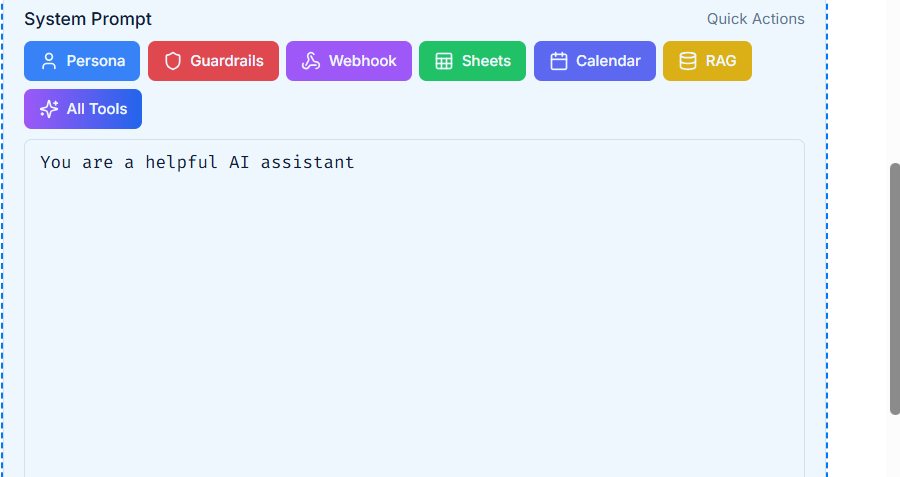 System Prompt Quick Actions
Persona Guardrails Webhook Sheets Calendar RAG
All Tools
You are a helpful AI assistant